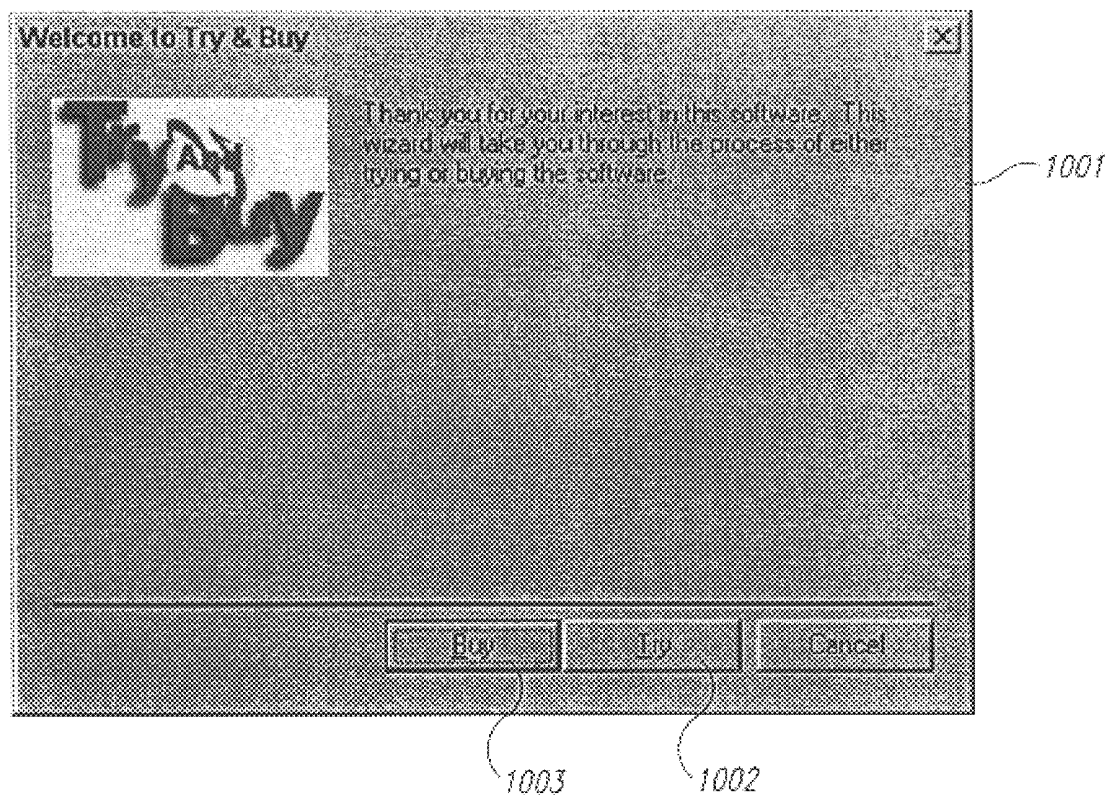 Welcome to Try & Buy
Try And Buy
Thank you for your interest in this software. This
wizard will take you through the process of either
trying or buying the software.
1001
Buy Try Cancel
1003 1002